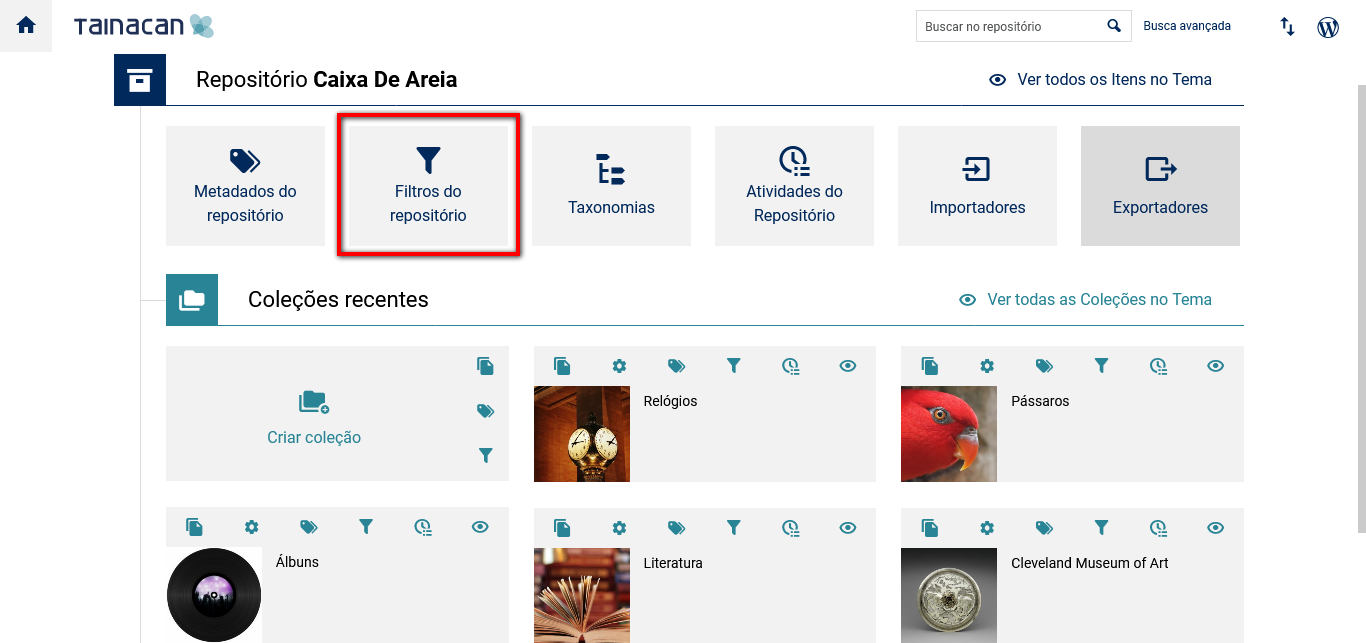 TAINACAN
Buscar no repositório
Busca avançada
Repositório Caixa De Areia
Ver todos os Itens no Tema
Metadados do
repositório
Filtros do
repositório
Taxonomias
Atividades do
Repositório
Importadores
Exportadores
Coleções recentes
Ver todas as Coleções no Tema
Criar coleção
Relógios
Pássaros
Álbuns
Literatura
Cleveland Museum of Art